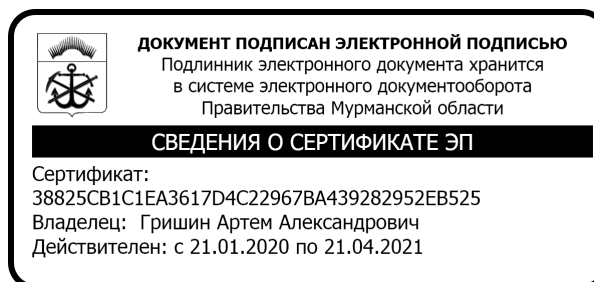 ДОКУМЕНТ ПОДПИСАН ЭЛЕКТРОННОЙ ПОДПИСЬЮ
Подлинник электронного документа хранится
в системе электронного документооборота
Правительства Мурманской области
СВЕДЕНИЯ О СЕРТИФИКАТЕ ЭП
Сертификат:
38825CB1C1EA3617D4C22967BA439282952EB525
Владелец: Гришин Артем Александрович
Действителен: с 21.01.2020 по 21.04.2021